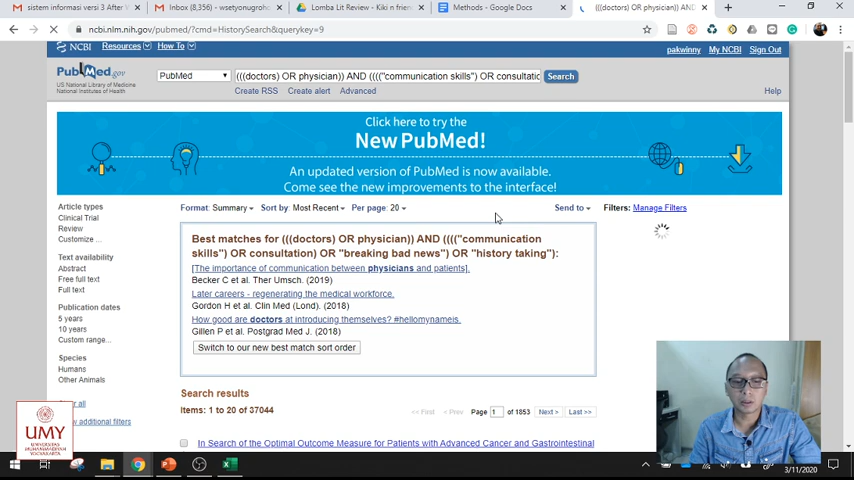 sistem informasi versi 3 After W
Inbox (8,356) - wsetyonugroho
Lomba Lit Review - Kiki n friend
Methods - Google Docs
(((doctors) OR physician)) AND (
ncbi.nlm.nih.gov/pubmed/?cmd=HistorySearch&querykey=9
NCBI Resources How To
pakwinny My NCBI Sign Out
PubMed.gov
US National Library of Medicine
National Institutes of Health
PubMed
(((doctors) OR physician)) AND (((("communication skills") OR consultatic
Search
Create RSS Create alert Advanced
Help
Click here to try the
New PubMed!
An updated version of PubMed is now available.
Come see the new improvements to the interface!
Article types
Clinical Trial
Review
Customize ...
Text availability
Abstract
Free full text
Full text
Publication dates
5 years
10 years
Custom range...
Species
Humans
Other Animals
all
additional filters
Format: Summary Sort by: Most Recent Per page: 20
Send to
Filters: Manage Filters
Best matches for (((doctors) OR physician)) AND (((("communication
skills") OR consultation) OR "breaking bad news") OR "history taking"):
[The importance of communication between physicians and patients].
Becker C et al. Ther Umsch. (2019)
Later careers - regenerating the medical workforce.
Gordon H et al. Clin Med (Lond). (2018)
How good are doctors at introducing themselves? #hellomynameis.
Gillen P et al. Postgrad Med J. (2018)
Switch to our new best match sort order
Search results
Items: 1 to 20 of 37044
<< First < Prev Page 1 of 1853 Next > Last >>
In Search of the Optimal Outcome Measure for Patients with Advanced Cancer and Gastrointestinal
UMY
UNIVERSITAS
MUHAMMADIYAH
YOGYAKARTA
3/11/2020